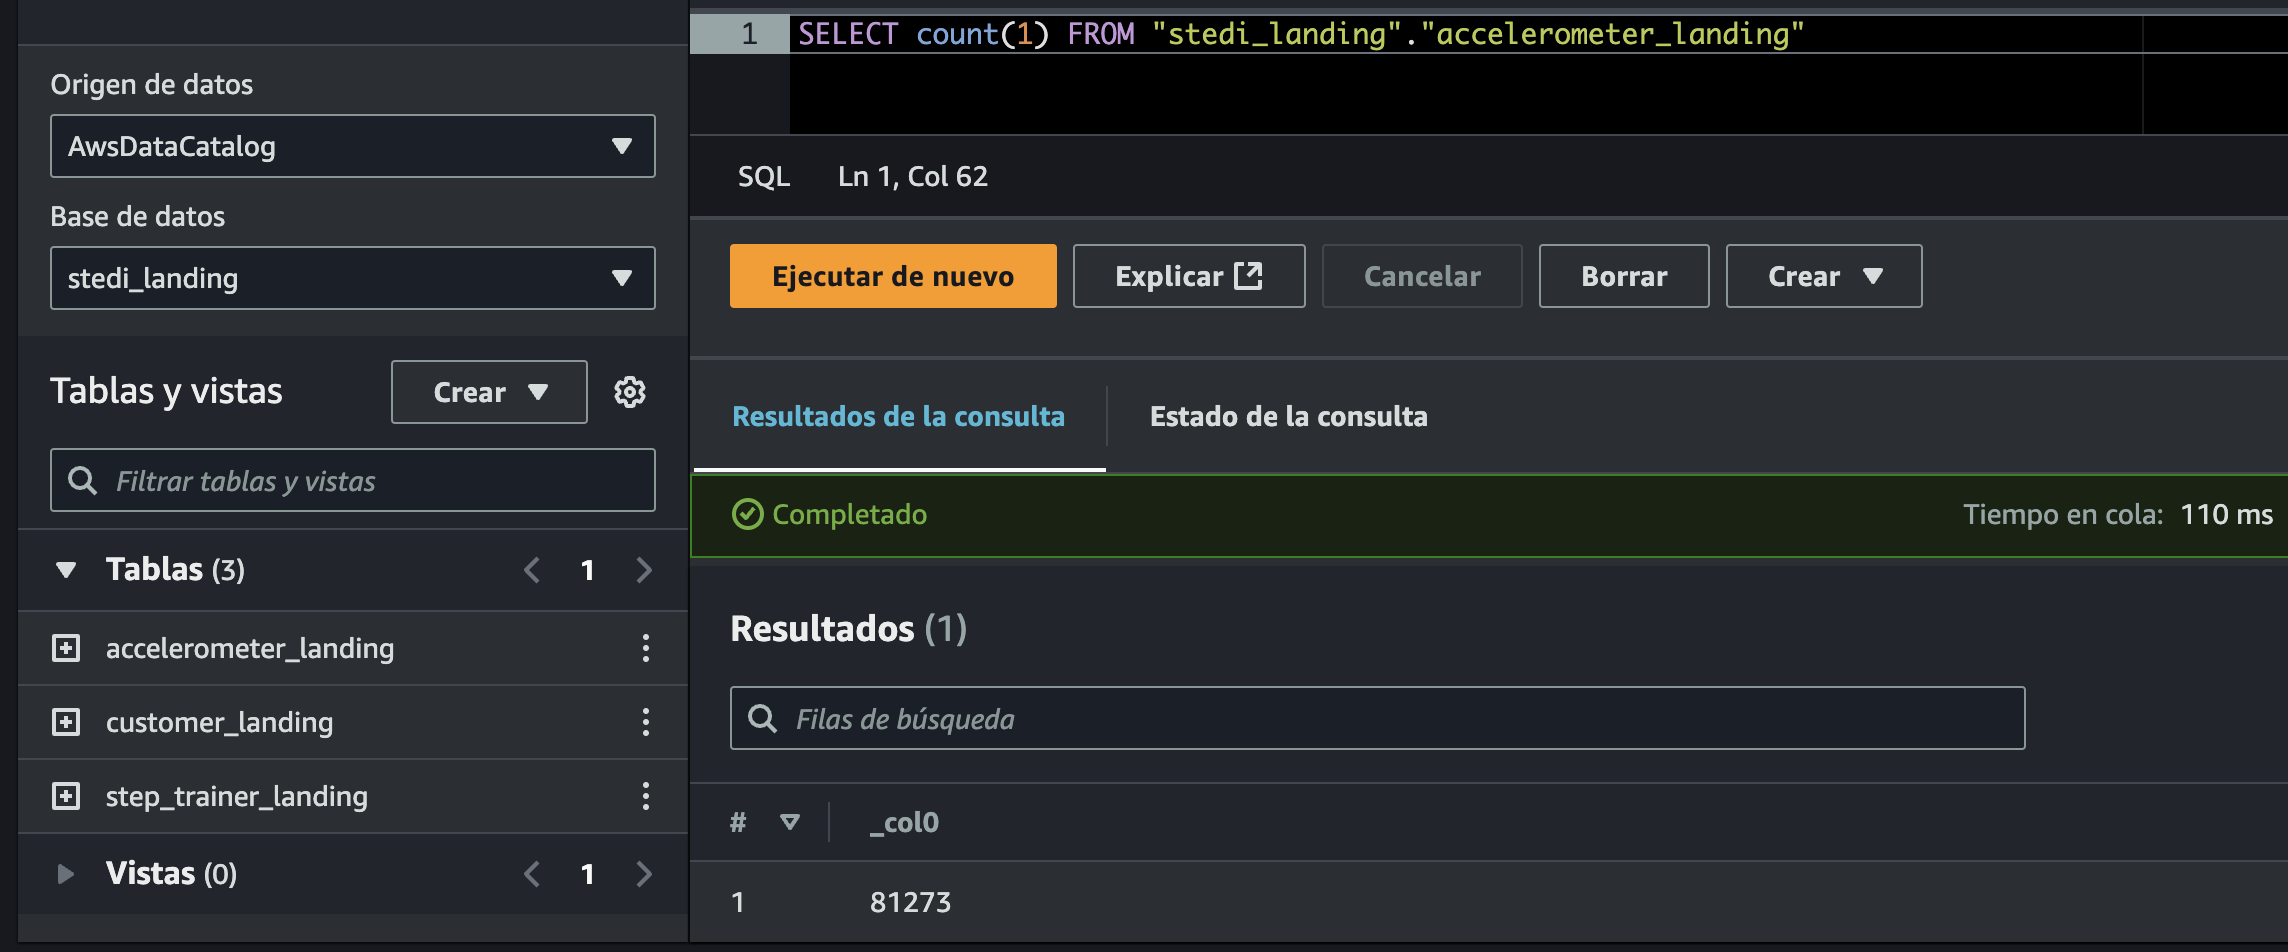 Origen de datos
AwsDataCatalog
Base de datos
stedi_landing
Tablas y vistas
Crear
Filtrar tablas y vistas
Tablas (3)
1
accelerometer_landing
customer_landing
step_trainer_landing
Vistas (0)
1
1 SELECT count(1) FROM "stedi_landing"."accelerometer_landing"
SQL Ln 1, Col 62
Ejecutar de nuevo Explicar Cancelar Borrar Crear
Resultados de la consulta Estado de la consulta
Completado Tiempo en cola: 110 ms
Resultados (1)
Filas de búsqueda
# _col0
1 81273